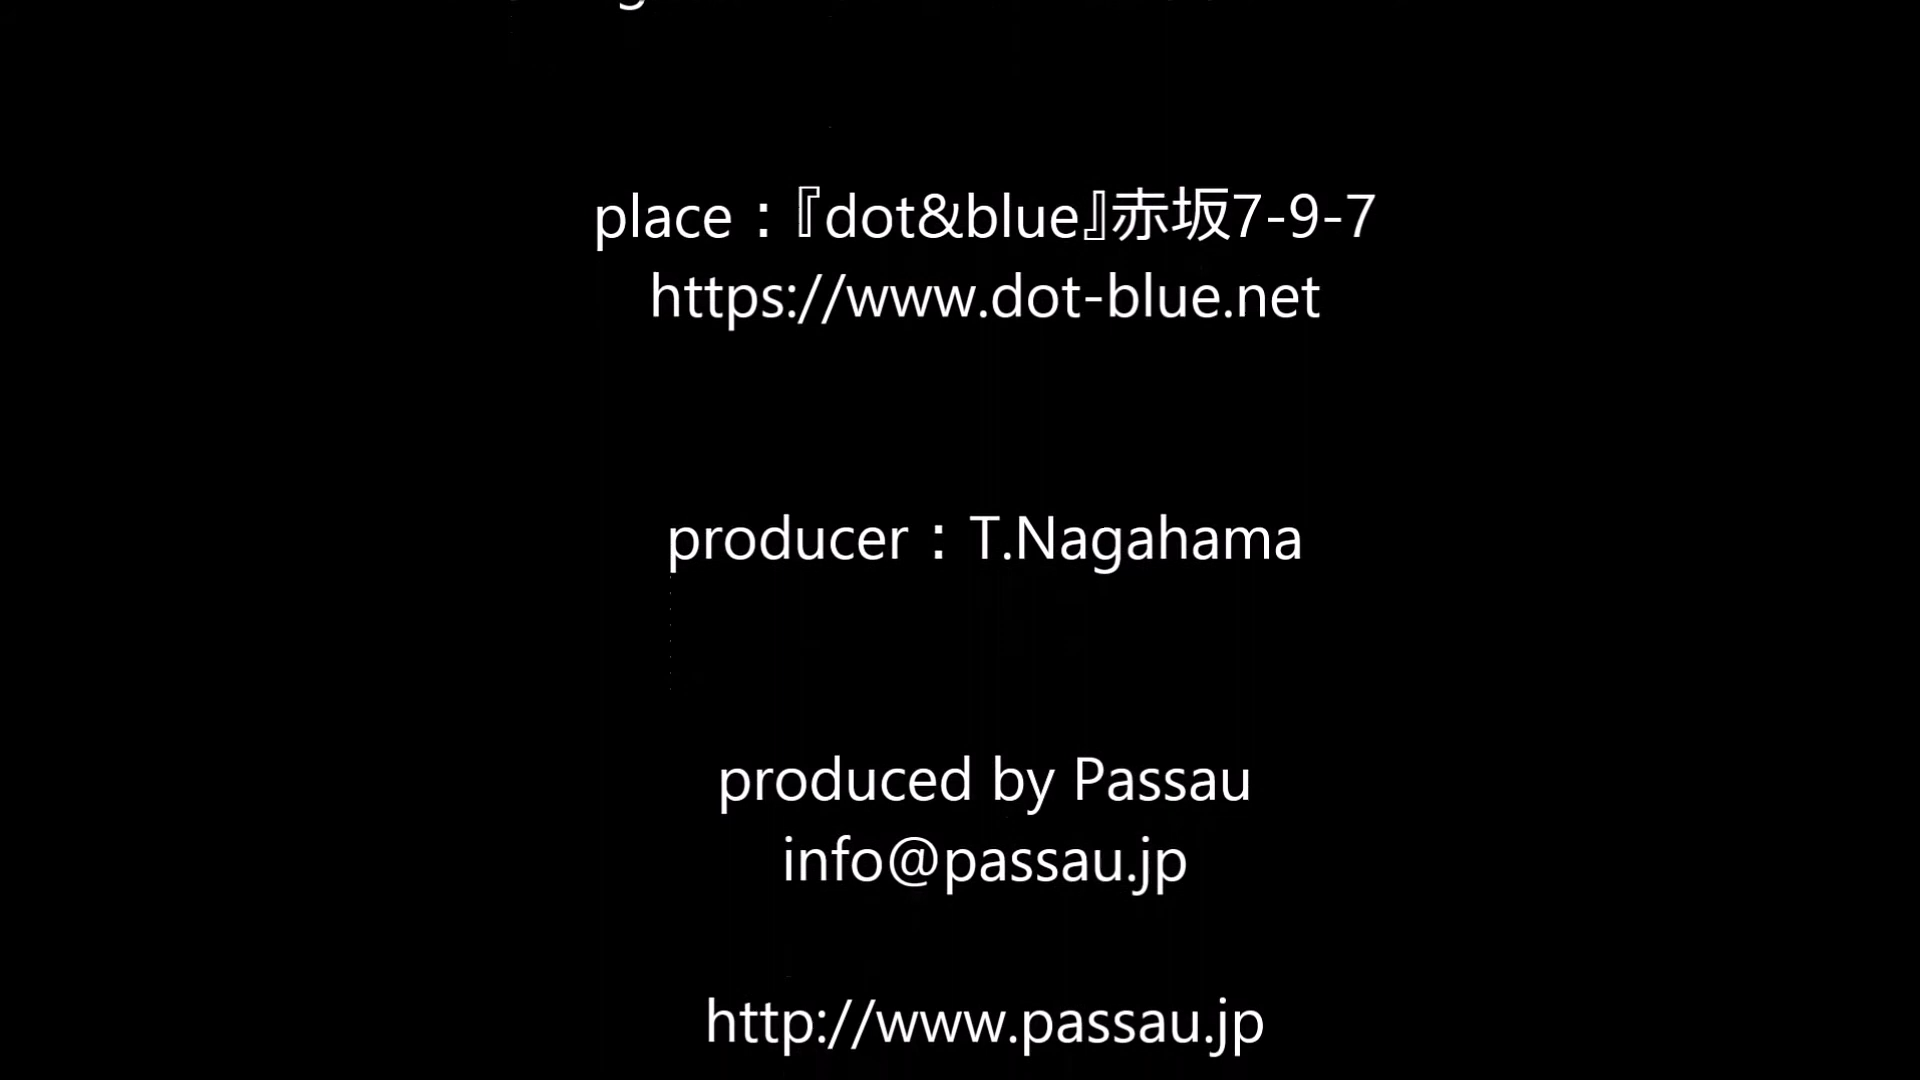 place：『dot&blue』赤坂7-9-7
https://www.dot-blue.net
producer：T.Nagahama
produced by Passau
info@passau.jp
http://www.passau.jp